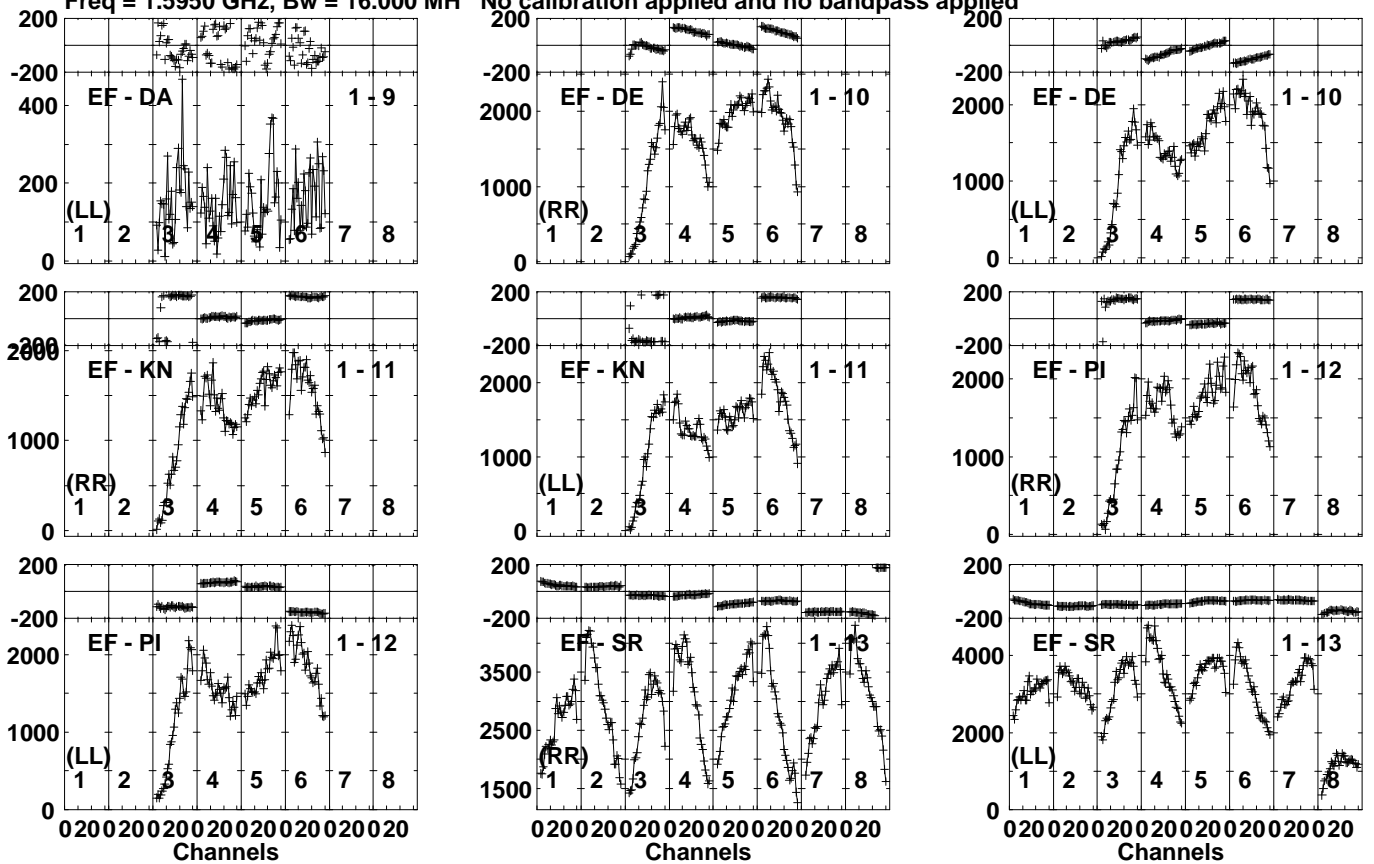 Freq = 1.5950 GHz, Bw = 16.000 MH No calibration applied and no bandpass applied
200 200 200
-200 -200 -200
EF - DA 1 - 9 EF - DE 1 - 10 EF - DE 1 - 10
400 2000 2000
200 1000 1000
(LL) (RR) (LL)
1 2 3 4 5 6 7 8 1 2 3 4 5 6 7 8 1 2 3 4 5 6 7 8
0 0 0
200 200 200
-200 -200 -200
2000
EF - KN 1 - 11 EF - KN 1 - 11 EF - PI 1 - 12
2000 2000
1000 1000 1000
(RR) (LL) (RR)
1 2 3 4 5 6 7 8 1 2 3 4 5 6 7 8 1 2 3 4 5 6 7 8
0 0 0
200 200 200
-200 -200 -200
EF - PI 1 - 12 EF - SR 1 - 13 EF - SR 1 - 13
2000 3500 4000
1000 2500 2000
(LL) (RR) (LL)
1 2 3 4 5 6 7 8 1 2 3 4 5 6 7 8 1 2 3 4 5 6 7 8
0 1500 0
0 20 0 20 0 20 0 20 0 20 0 20 0 20 0 20 0 20 0 20 0 20 0 20 0 20 0 20 0 20 0 20 0 20 0 20 0 20 0 20 0 20 0 20 0 20 0 20
Channels Channels Channels